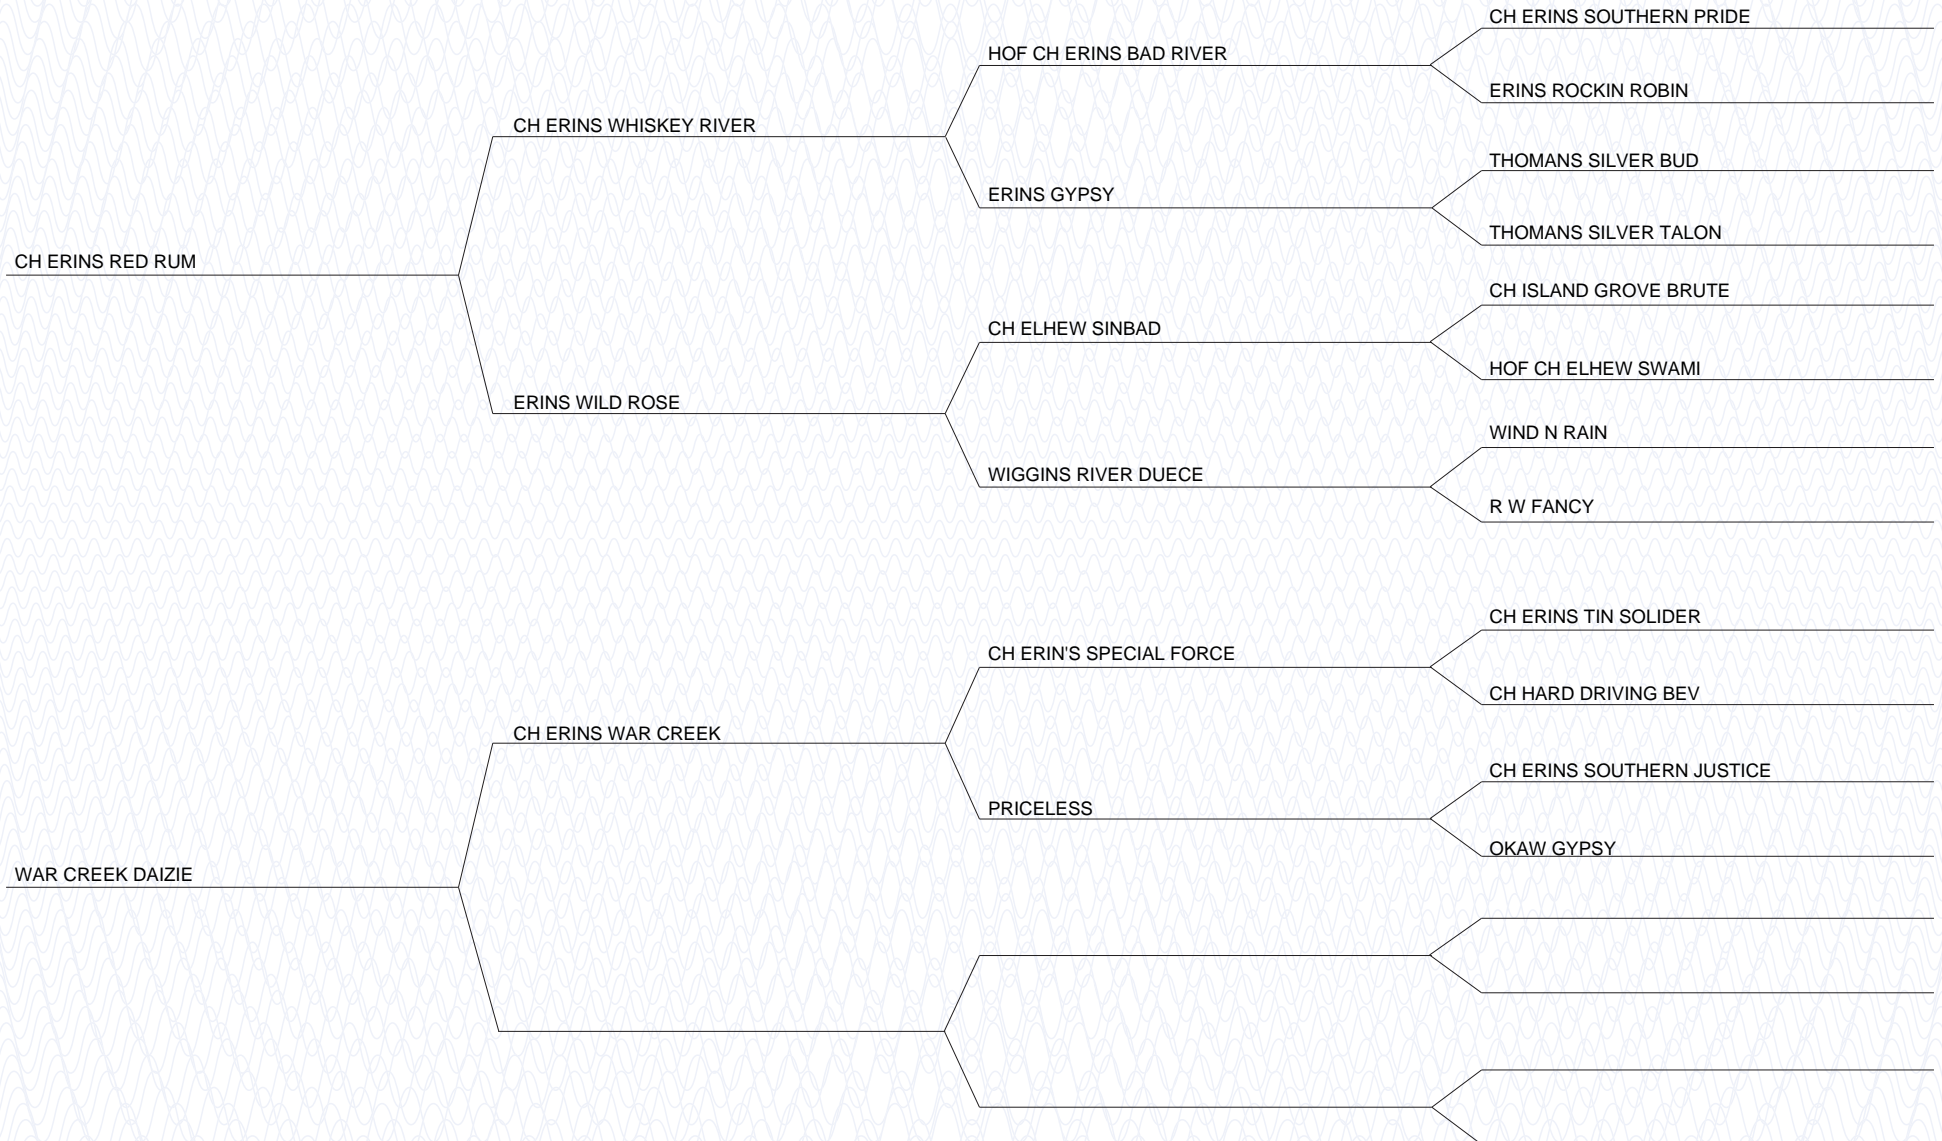 CH ERINS SOUTHERN PRIDE
HOF CH ERINS BAD RIVER
ERINS ROCKIN ROBIN
CH ERINS WHISKEY RIVER
THOMANS SILVER BUD
ERINS GYPSY
THOMANS SILVER TALON
CH ERINS RED RUM
CH ISLAND GROVE BRUTE
CH ELHEW SINBAD
HOF CH ELHEW SWAMI
ERINS WILD ROSE
WIND N RAIN
WIGGINS RIVER DUECE
R W FANCY
CH ERINS TIN SOLIDER
CH ERIN'S SPECIAL FORCE
CH HARD DRIVING BEV
CH ERINS WAR CREEK
CH ERINS SOUTHERN JUSTICE
PRICELESS
OKAW GYPSY
WAR CREEK DAIZIE